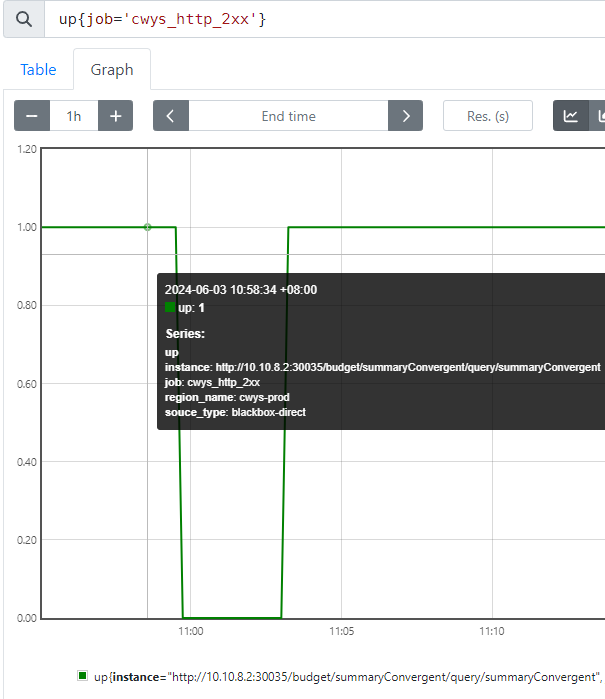 up{job='cwys_http_2xx'}
Table Graph
1h End time Res. (s)
1.20
1.00
2024-06-03 10:58:34 +08:00
up: 1
0.80
Series:
up
instance: http://10.10.8.2:30035/budget/summaryConvergent/query/summaryConvergent
0.60
job: cwys_http_2xx
region_name: cwys-prod
souce_type: blackbox-direct
0.40
0.20
0.00
11:00 11:05 11:10
up{instance="http://10.10.8.2:30035/budget/summaryConvergent/query/summaryConvergent",